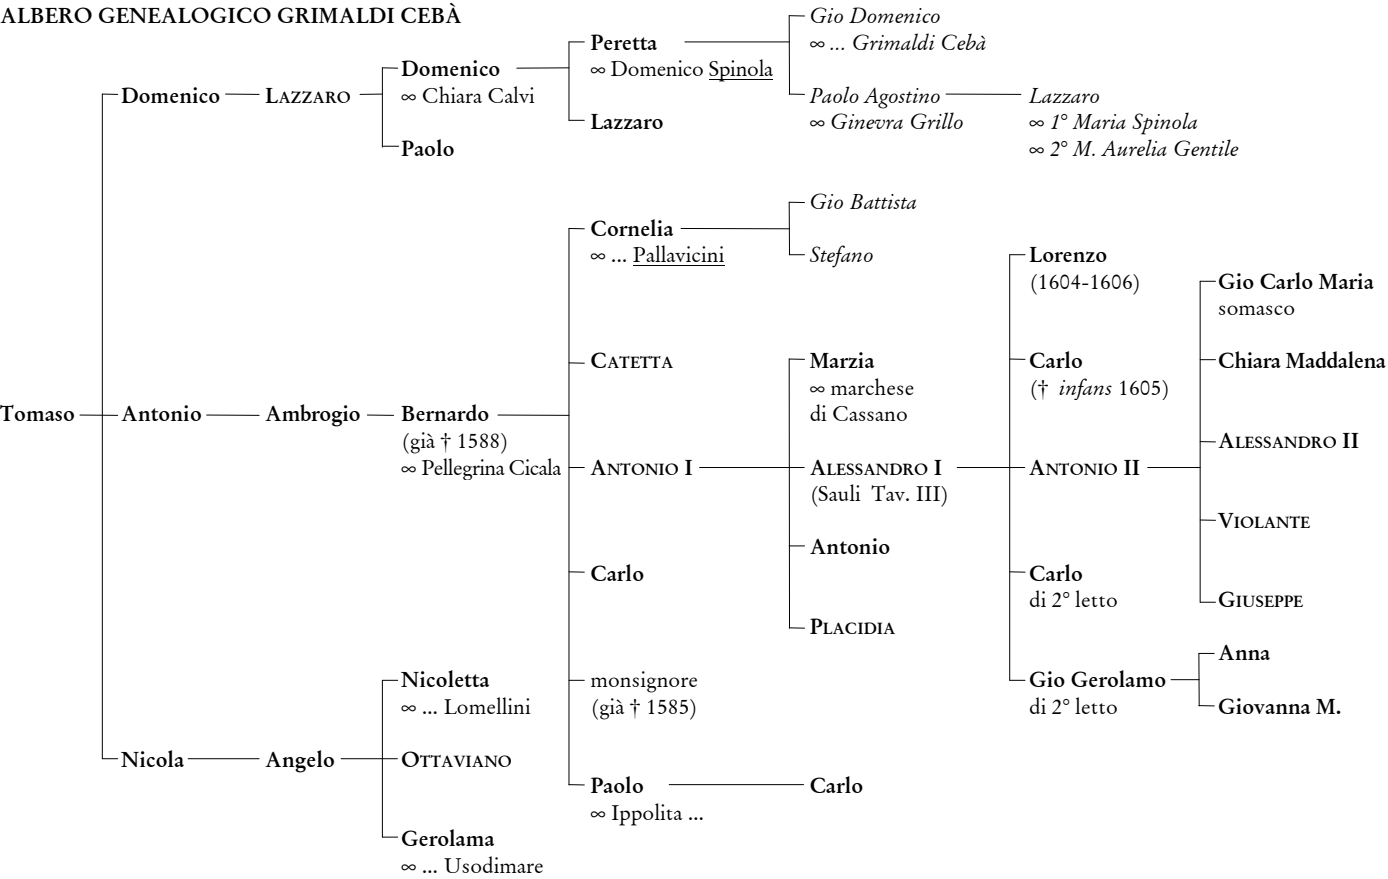 ALBERO GENEALOGICO GRIMALDI CEBÀ
Gio Domenico
∞ ... Grimaldi Cebà
Peretta
∞ Domenico Spinola
Domenico
∞ Chiara Calvi
Domenico
LAZZARO
Paolo Agostino
∞ Ginevra Grillo
Lazzaro
∞ 1° Maria Spinola
∞ 2° M. Aurelia Gentile
Lazzaro
Paolo
Gio Battista
Cornelia
∞ ... Pallavicini
Stefano
Lorenzo
(1604-1606)
Gio Carlo Maria
somasco
CATETTA
Marzia
∞ marchese
di Cassano
Carlo
(† infans 1605)
Chiara Maddalena
Tomaso
Antonio
Ambrogio
Bernardo
(già † 1588)
∞ Pellegrina Cicala
ALESSANDRO II
ANTONIO I
ALESSANDRO I
(Sauli Tav. III)
ANTONIO II
VIOLANTE
Antonio
Carlo
Carlo
di 2° letto
GIUSEPPE
PLACIDIA
Anna
Nicoletta
∞ ... Lomellini
monsignore
(già † 1585)
Gio Gerolamo
di 2° letto
Giovanna M.
Nicola
Angelo
OTTAVIANO
Paolo
∞ Ippolita ...
Carlo
Gerolama
∞ ... Usodimare